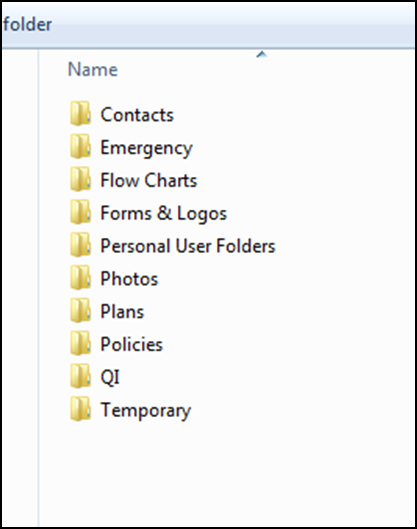 folder
Name
Contacts
Emergency
Flow Charts
Forms & Logos
Personal User Folders
Photos
Plans
Policies
QI
Temporary